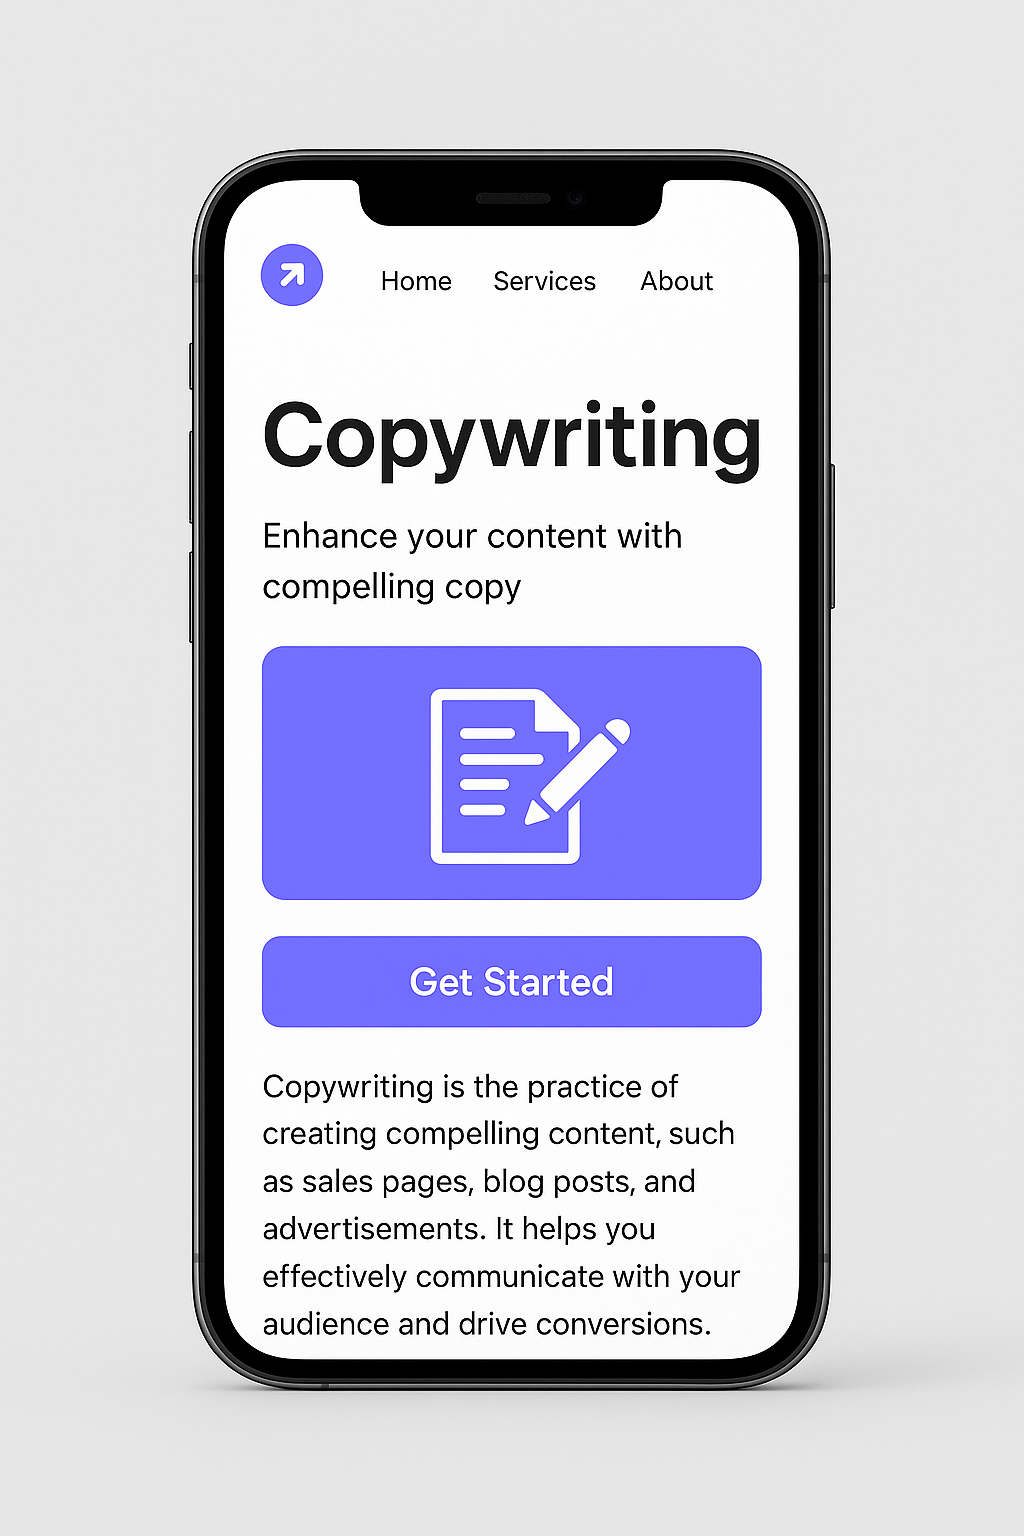 Home Services About
Copywriting
Enhance your content with
compelling copy
Get Started
Copywriting is the practice of
creating compelling content, such
as sales pages, blog posts, and
advertisements. It helps you
effectively communicate with your
audience and drive conversions.